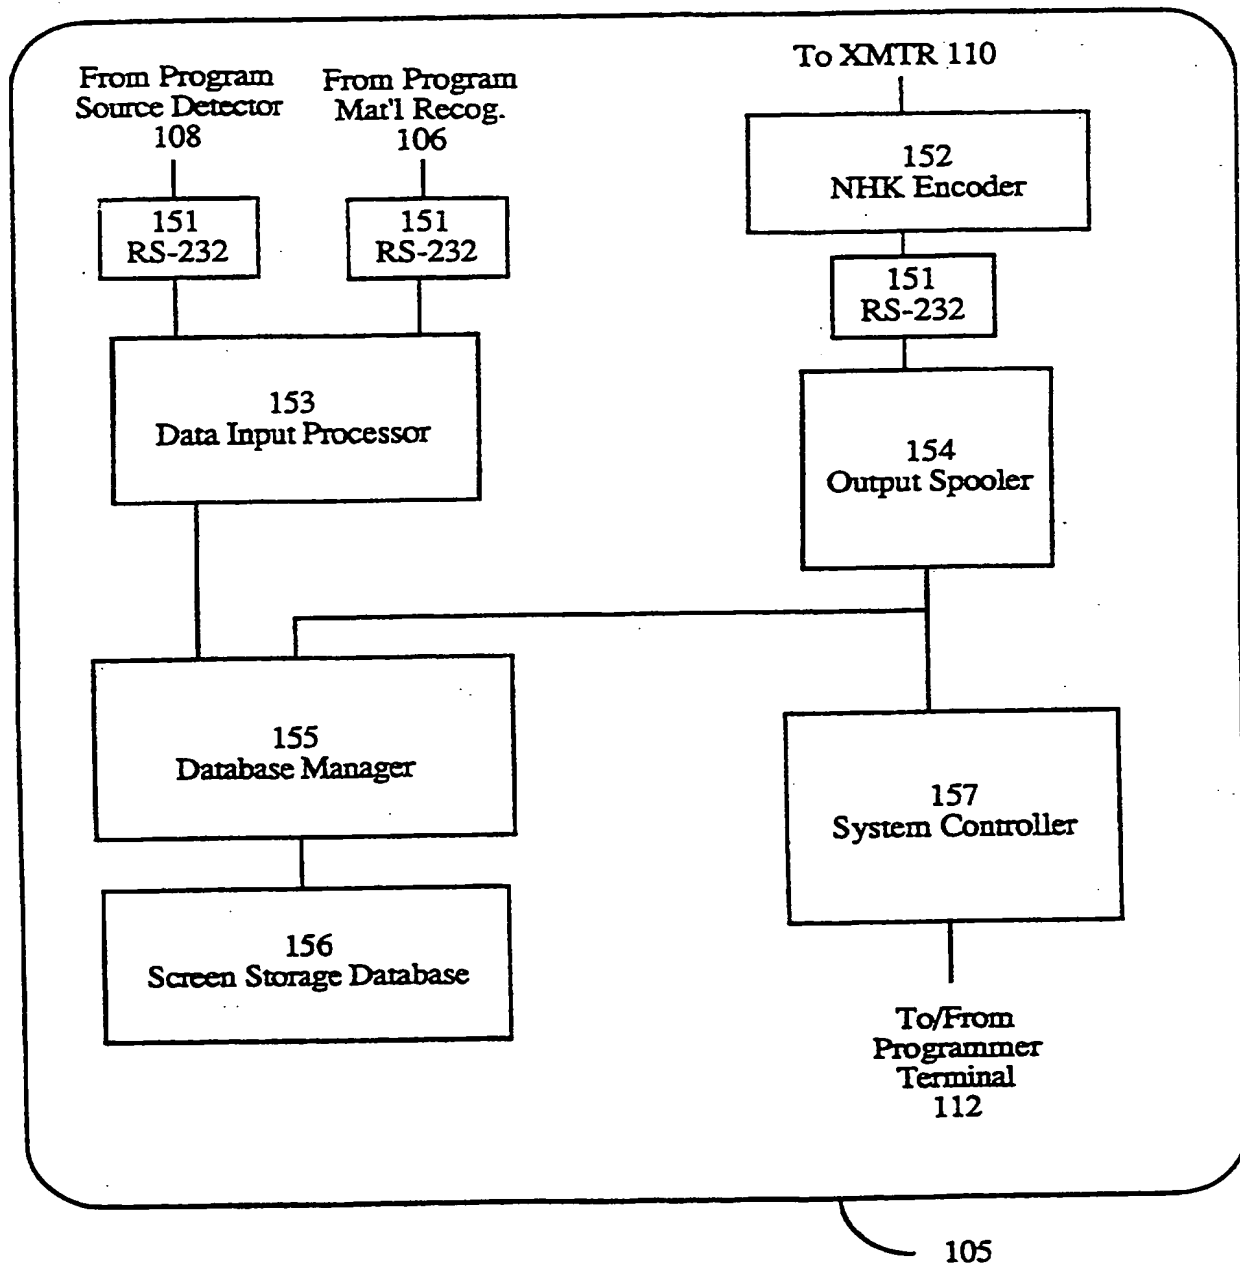 From Program
Source Detector
108
From Program
Mat'l Recog.
106
To XMTR 110
151
RS-232
151
RS-232
152
NHK Encoder
151
RS-232
153
Data Input Processor
154
Output Spooler
155
Database Manager
157
System Controller
156
Screen Storage Database
To/From
Programmer
Terminal
112
105